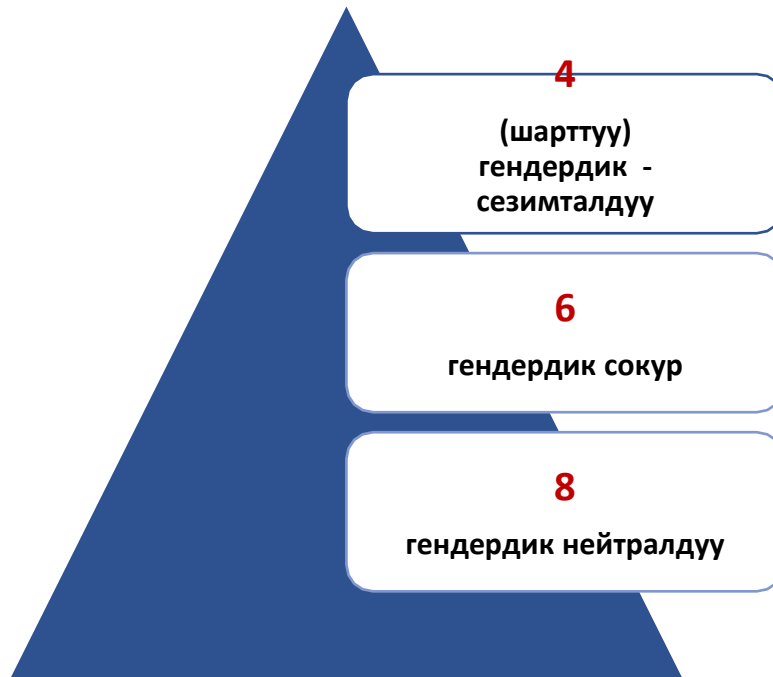 4
(шарттуу)
гендердик -
сезимталдуу
6
гендердик сокур
8
гендердик нейтралдуу